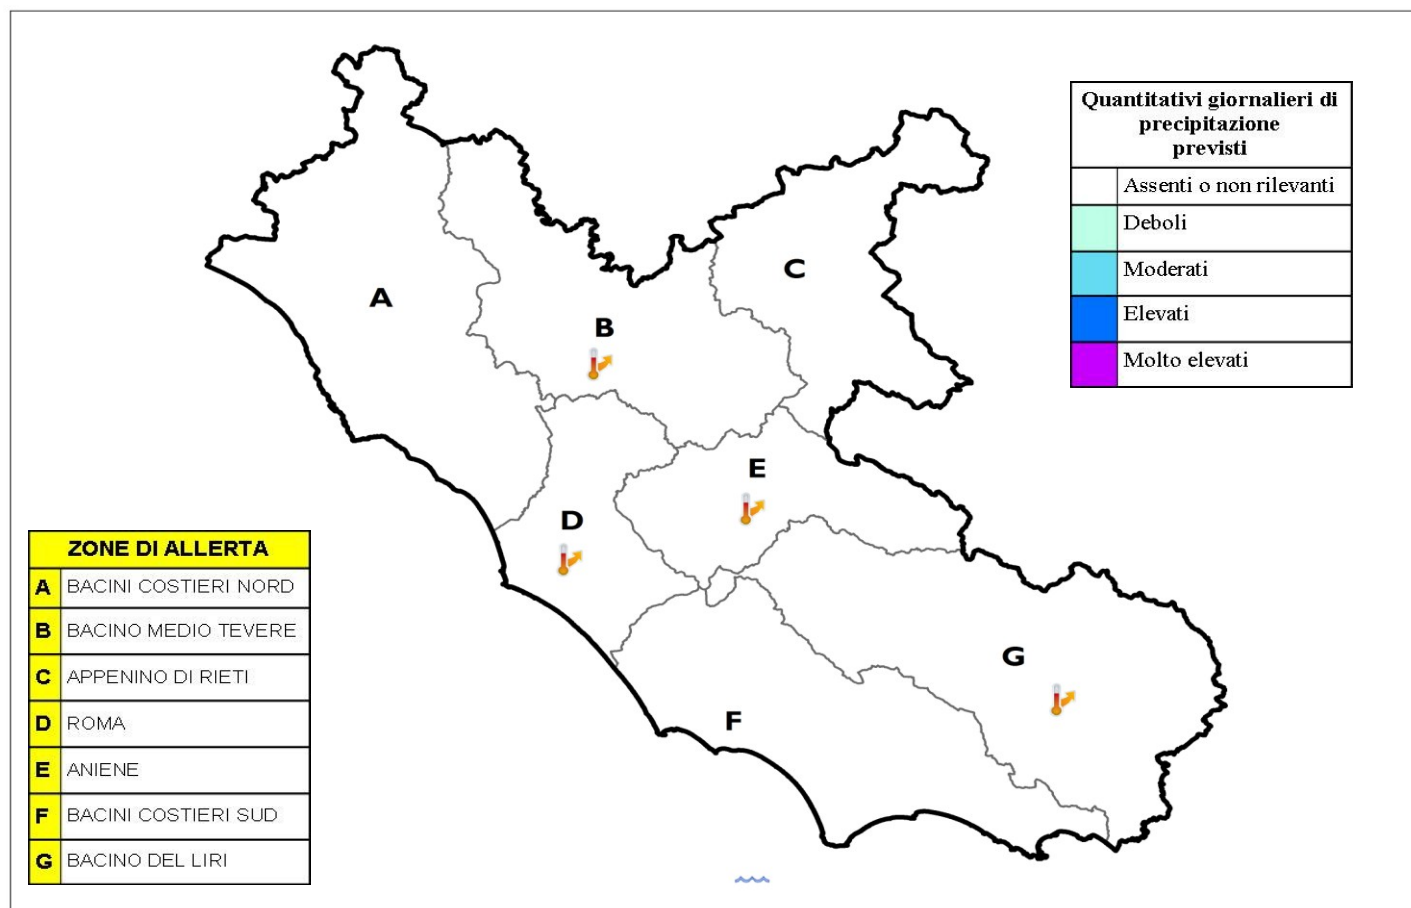 Quantitativi giornalieri di
precipitazione
previsti
Assenti o non rilevanti
Deboli
Moderati
Elevati
Molto elevati
A
B
C
D
E
F
G
ZONE DI ALLERTA
A BACINI COSTIERI NORD
B BACINO MEDIO TEVERE
C APPENINO DI RIETI
D ROMA
E ANIENE
F BACINI COSTIERI SUD
G BACINO DEL LIRI